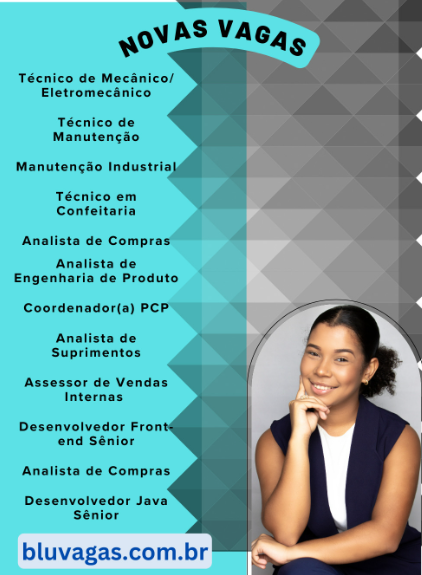 NOVAS VAGAS
Técnico de Mecânico/
Eletromecânico
Técnico de
Manutenção
Manutenção Industrial
Técnico em
Confeitaria
Analista de Compras
Analista de
Engenharia de Produto
Coordenador(a) PCP
Analista de
Suprimentos
Assessor de Vendas
Internas
Desenvolvedor Front-
end Sênior
Analista de Compras
Desenvolvedor Java
Sênior
bluvagas.com.br